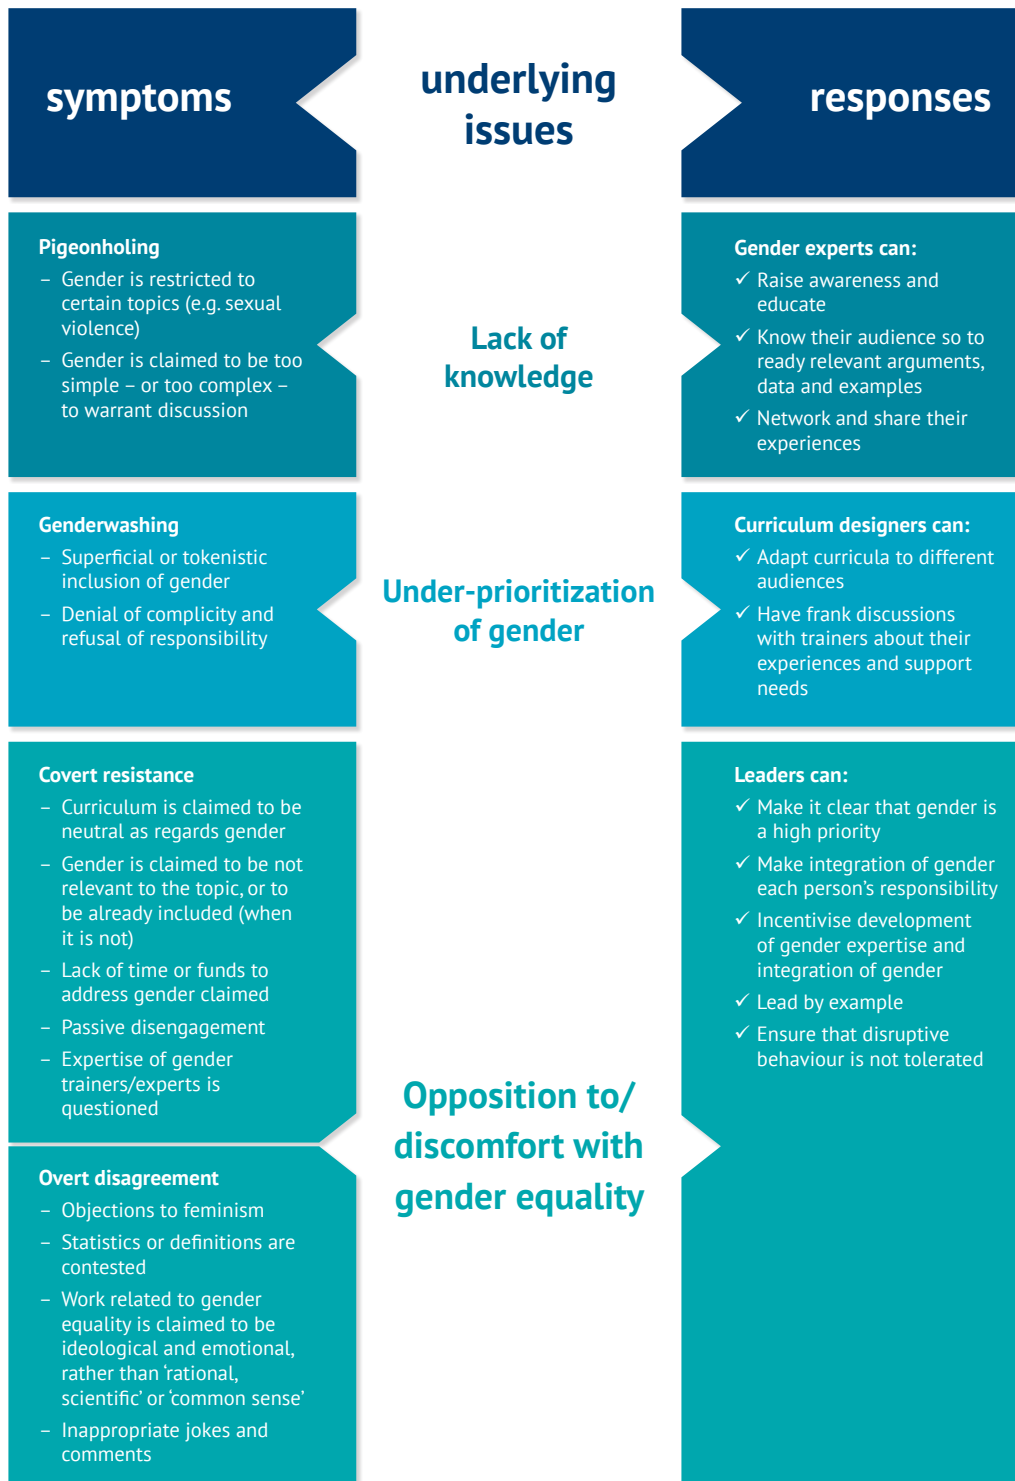 symptoms
underlying
issues
responses
Pigeonholing
– Gender is restricted to
certain topics (e.g. sexual
violence)
– Gender is claimed to be too
simple – or too complex –
to warrant discussion
Lack of
knowledge
Gender experts can:
✓ Raise awareness and
educate
✓ Know their audience so to
ready relevant arguments,
data and examples
✓ Network and share their
experiences
Genderwashing
– Superficial or tokenistic
inclusion of gender
– Denial of complicity and
refusal of responsibility
Under-prioritization
of gender
Curriculum designers can:
✓ Adapt curricula to different
audiences
✓ Have frank discussions
with trainers about their
experiences and support
needs
Covert resistance
– Curriculum is claimed to be
neutral as regards gender
– Gender is claimed to be not
relevant to the topic, or to
be already included (when
it is not)
– Lack of time or funds to
address gender claimed
– Passive disengagement
– Expertise of gender
trainers/experts is
questioned
Overt disagreement
– Objections to feminism
– Statistics or definitions are
contested
– Work related to gender
equality is claimed to be
ideological and emotional,
rather than ‘rational,
scientific’ or ‘common sense’
– Inappropriate jokes and
comments
Opposition to/
discomfort with
gender equality
Leaders can:
✓ Make it clear that gender is
a high priority
✓ Make integration of gender
each person’s responsibility
✓ Incentivise development
of gender expertise and
integration of gender
✓ Lead by example
✓ Ensure that disruptive
behaviour is not tolerated